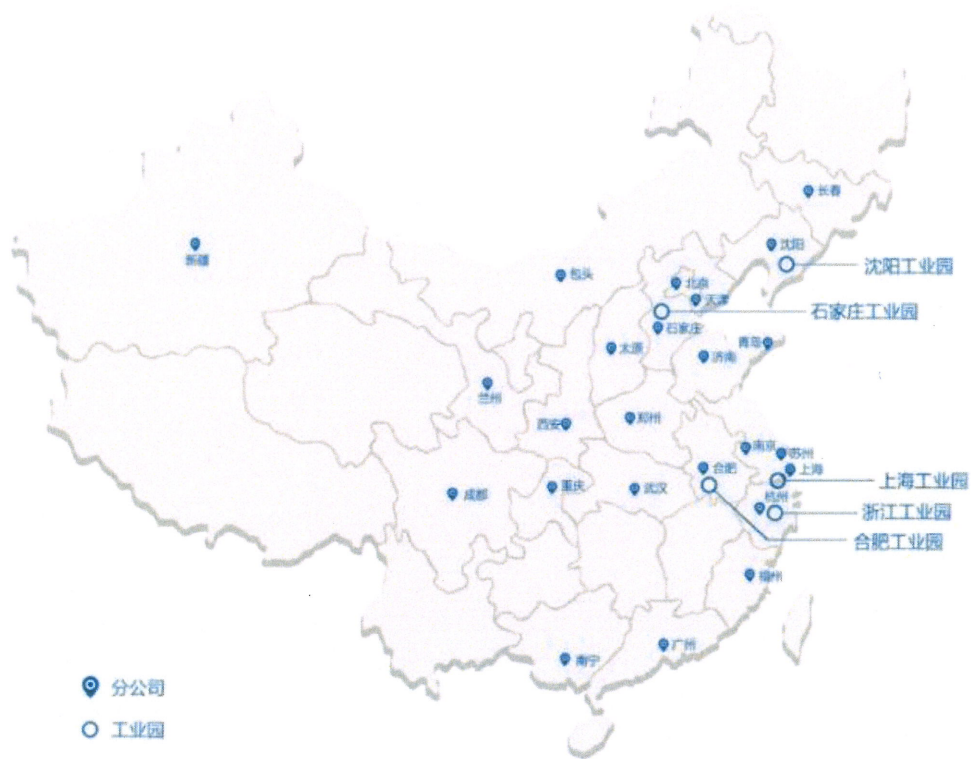 长春
沈阳
沈阳工业园
新疆
包头
北京
天津
石家庄工业园
石家庄
青岛
太原
济南
兰州
西安
郑州
南京
苏州
合肥
上海
上海工业园
成都
重庆
武汉
杭州
浙江工业园
合肥工业园
福州
广州
南宁
分公司
工业园